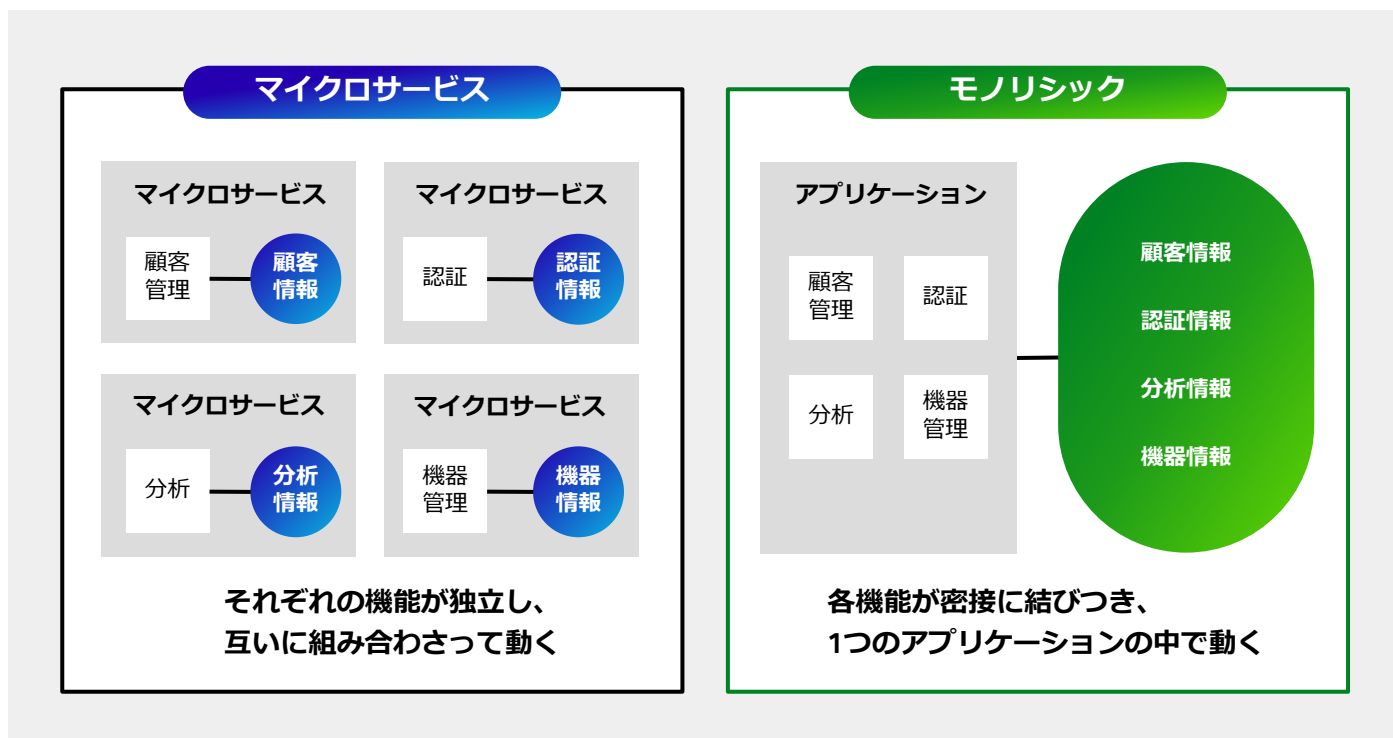 マイクロサービス
マイクロサービス
顧客
管理
顧客
情報
マイクロサービス
認証
認証
情報
マイクロサービス
分析
分析
情報
マイクロサービス
機器
管理
機器
情報
それぞれの機能が独立し、
互いに組み合わさって動く
モノリシック
アプリケーション
顧客
管理
認証
分析
機器
管理
顧客情報
認証情報
分析情報
機器情報
各機能が密接に結びつき、
1つのアプリケーションの中で動く